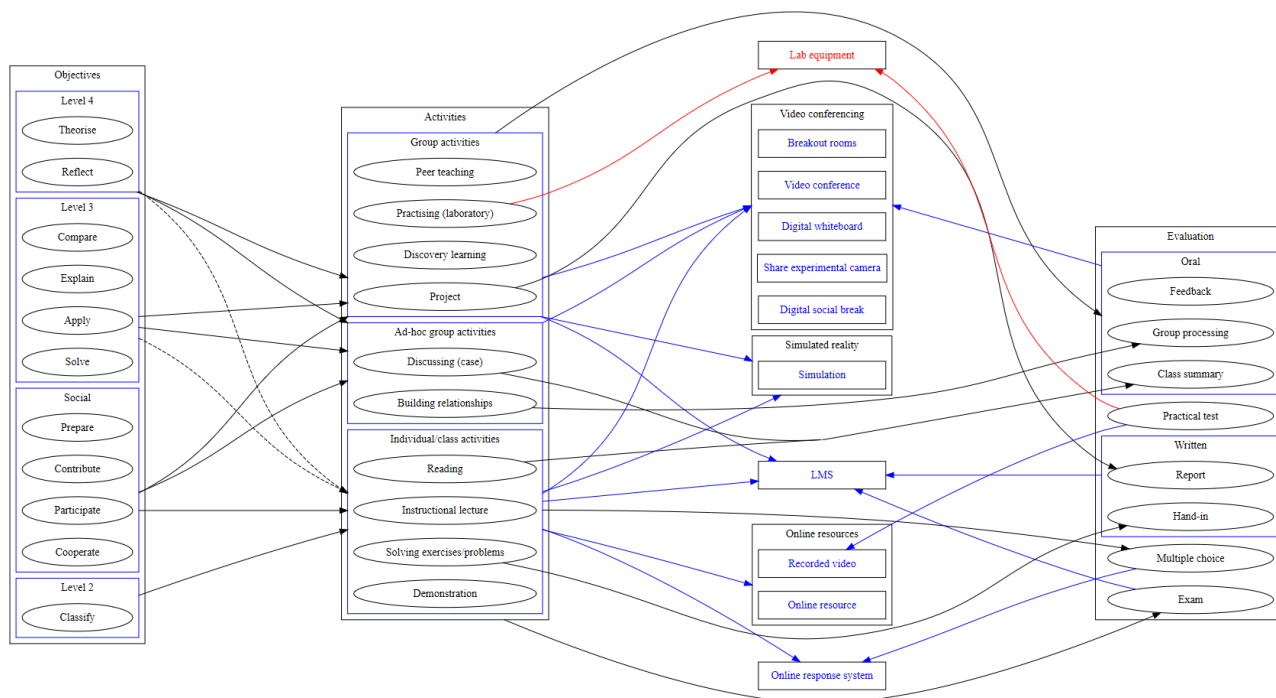 Objectives
Level 4
Theorise
Reflect
Level 3
Compare
Explain
Apply
Solve
Social
Prepare
Contribute
Participate
Cooperate
Level 2
Classify
Activities
Group activities
Peer teaching
Practising (laboratory)
Discovery learning
Project
Ad-hoc group activities
Discussing (case)
Building relationships
Individual/class activities
Reading
Instructional lecture
Solving exercises/problems
Demonstration
Lab equipment
Video conferencing
Breakout rooms
Video conference
Digital whiteboard
Share experimental camera
Digital social break
Simulated reality
Simulation
LMS
Online resources
Recorded video
Online resource
Online response system
Evaluation
Oral
Feedback
Group processing
Class summary
Practical test
Written
Report
Hand-in
Multiple choice
Exam